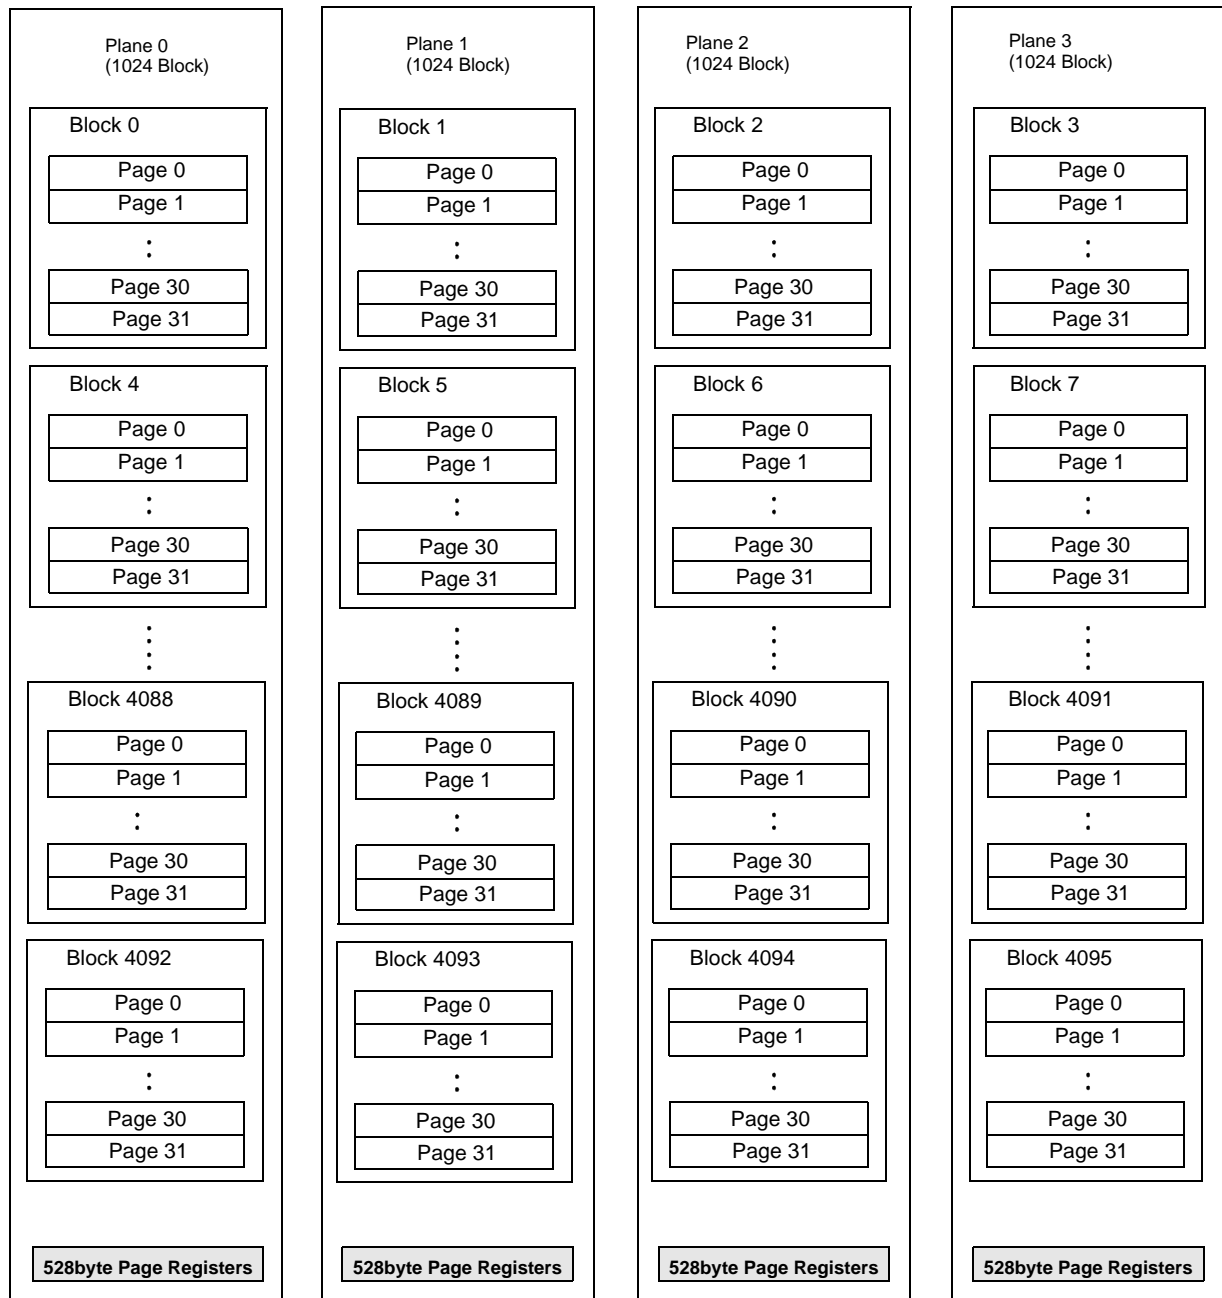 Plane 0
(1024 Block)
Block 0
Page 0
Page 1
Page 30
Page 31
Block 4
Page 0
Page 1
Page 30
Page 31
Block 4088
Page 0
Page 1
Page 30
Page 31
Block 4092
Page 0
Page 1
Page 30
Page 31
528byte Page Registers
Plane 1
(1024 Block)
Block 1
Page 0
Page 1
Page 30
Page 31
Block 5
Page 0
Page 1
Page 30
Page 31
Block 4089
Page 0
Page 1
Page 30
Page 31
Block 4093
Page 0
Page 1
Page 30
Page 31
528byte Page Registers
Plane 2
(1024 Block)
Block 2
Page 0
Page 1
Page 30
Page 31
Block 6
Page 0
Page 1
Page 30
Page 31
Block 4090
Page 0
Page 1
Page 30
Page 31
Block 4094
Page 0
Page 1
Page 30
Page 31
528byte Page Registers
Plane 3
(1024 Block)
Block 3
Page 0
Page 1
Page 30
Page 31
Block 7
Page 0
Page 1
Page 30
Page 31
Block 4091
Page 0
Page 1
Page 30
Page 31
Block 4095
Page 0
Page 1
Page 30
Page 31
528byte Page Registers